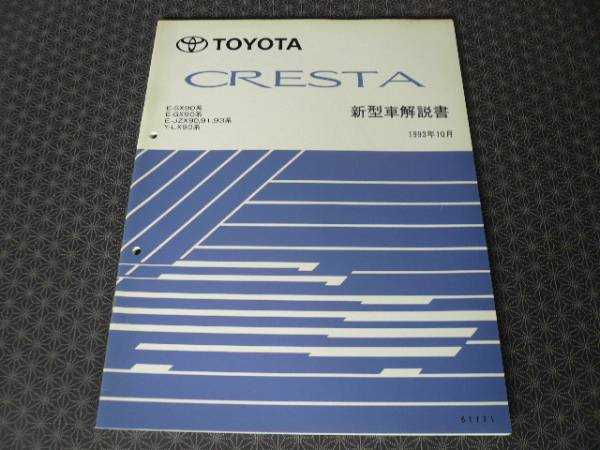 TOYOTA
CRESTA
E-SX90系
E-GX90系
E-JZX90,91,93系
Y-LX90系
新型車解説書
1993年10月
61171